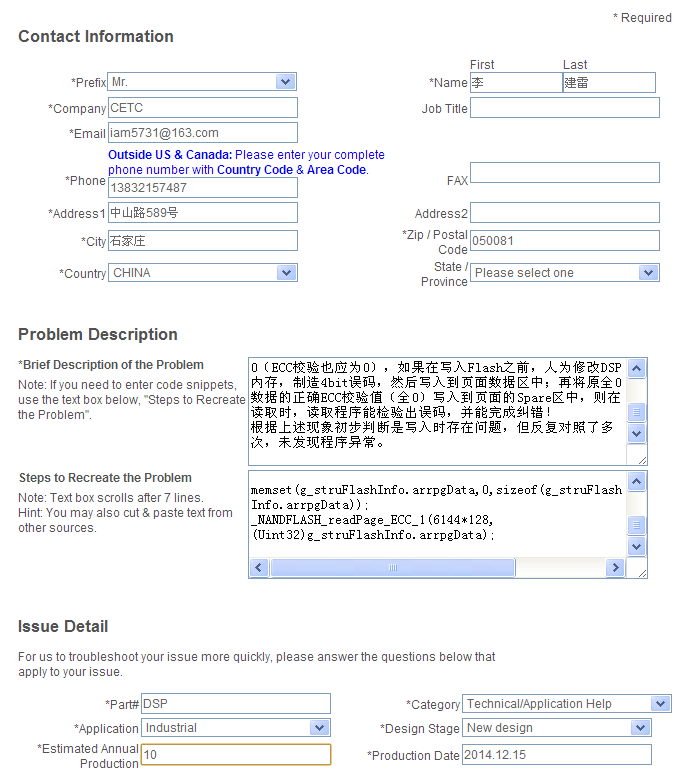 * Required
Contact Information
First Last
*Prefix Mr. *Name 李 建雷
*Company CETC Job Title
*Email iam5731@163.com
Outside US & Canada: Please enter your complete
phone number with Country Code & Area Code.
*Phone 13832157487 FAX
*Address1 中山路589号 Address2
*City 石家庄 *Zip / Postal
Code 050081
*Country CHINA State /
Province Please select one
Problem Description
*Brief Description of the Problem
Note: If you need to enter code snippets,
use the text box below, "Steps to Recreate
the Problem".
0（ECC校验也应为0），如果在写入Flash之前，人为修改DSP
内存，制造4bit误码，然后写入到页面数据区中；再将原全0
数据的正确ECC校验值（全0）写入到页面的Spare区中，则在
读取时，读取程序能检验出误码，并能完成纠错！
根据上述现象初步判断是写入时存在问题，但反复对照了多
次，未发现程序异常。
Steps to Recreate the Problem
Note: Text box scrolls after 7 lines.
Hint: You may also cut & paste text from
other sources.
memset(g_struFlashInfo.arrpgData,0,sizeof(g_struFlash
Info.arrpgData));
_NANDFLASH_readPage_ECC_1(6144*128,
(Uint32)g_struFlashInfo.arrpgData);
Issue Detail
For us to troubleshoot your issue more quickly, please answer the questions below that
apply to your issue.
*Part# DSP *Category Technical/Application Help
*Application Industrial *Design Stage New design
*Estimated Annual
Production 10 *Production Date 2014.12.15